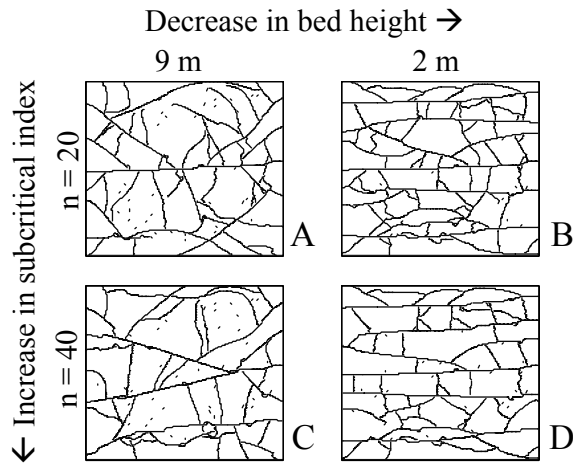 Decrease in bed height →
9 m 2 m
← Increase in subcritical index
n = 20
A B
n = 40
C D